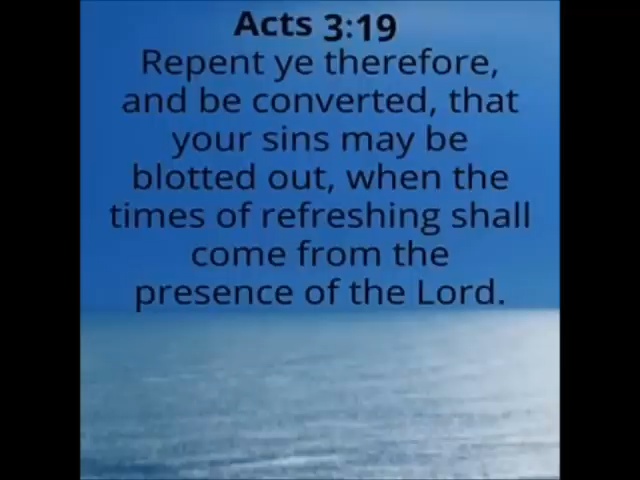 Acts 3:19
Repent ye therefore,
and be converted, that
your sins may be
blotted out, when the
times of refreshing shall
come from the
presence of the Lord.